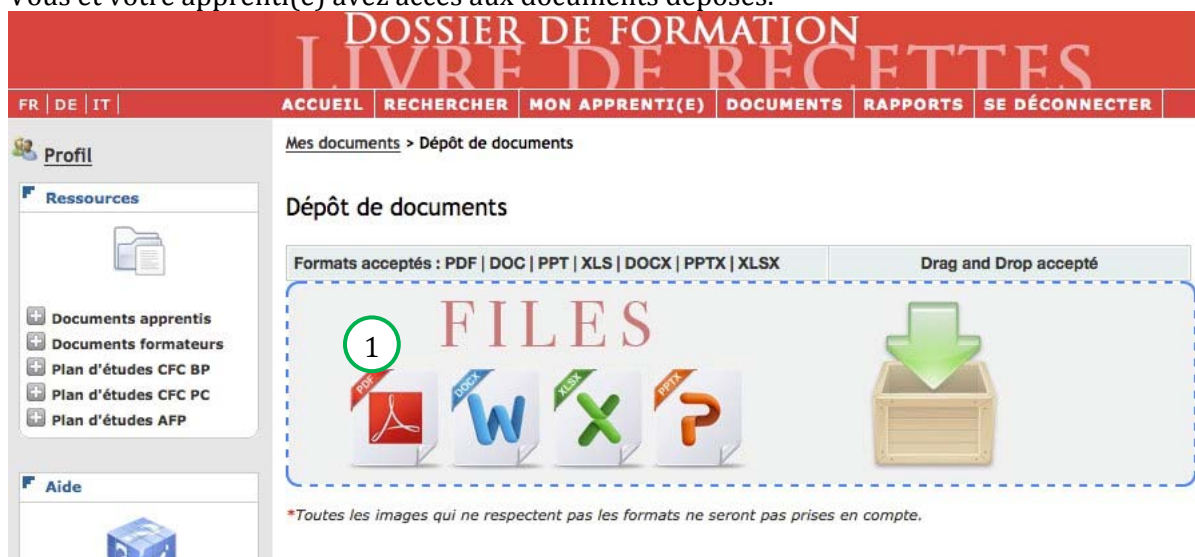 Vous et votre apprenti(e) avez accès aux documents déposés.
DOSSIER DE FORMATION
LIVRE DE RECETTES
FR | DE | IT |
ACCUEIL | RECHERCHER | MON APPRENTI(E) | DOCUMENTS | RAPPORTS | SE DÉCONNECTER |
Profil
Mes documents > Dépôt de documents
Ressources
Dépôt de documents
Formats acceptés : PDF | DOC | PPT | XLS | DOCX | PPTX | XLSX
Drag and Drop accepté
Documents apprentis
Documents formateurs
Plan d'études CFC BP
Plan d'études CFC PC
Plan d'études AFP
FILES
1
PDF
DOCX
XLSX
PPTX
Aide
*Toutes les images qui ne respectent pas les formats ne seront pas prises en compte.